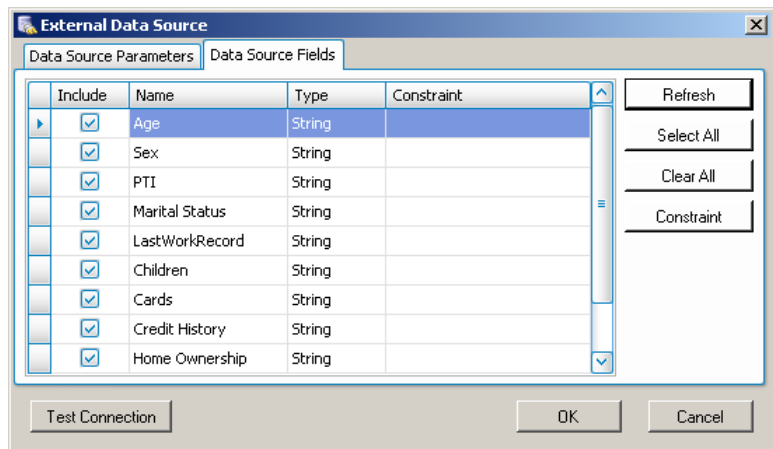 External Data Source
Data Source Parameters Data Source Fields
Include Name Type Constraint Refresh
Age String
Select All
Sex String
PTI String Clear All
Marital Status String Constraint
LastWorkRecord String
Children String
Cards String
Credit History String
Home Ownership String
Test Connection OK Cancel